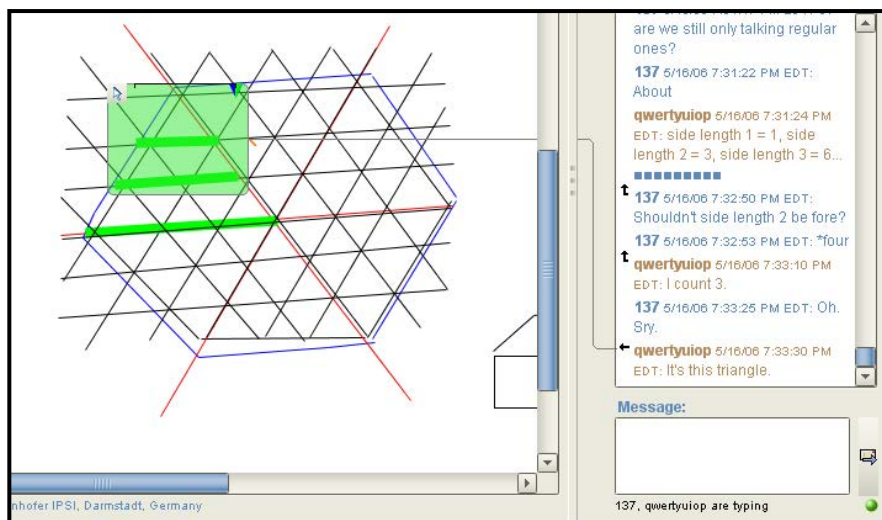 are we still only talking regular
ones?
137 5/16/06 7:31:22 PM EDT:
About
qwertyuiop 5/16/06 7:31:24 PM
EDT: side length 1 = 1, side
length 2 = 3, side length 3 = 6...
137 5/16/06 7:32:50 PM EDT:
Shouldn't side length 2 be fore?
137 5/16/06 7:32:53 PM EDT: *four
qwertyuiop 5/16/06 7:33:10 PM
EDT: I count 3.
137 5/16/06 7:33:25 PM EDT: Oh.
Sry.
qwertyuiop 5/16/06 7:33:30 PM
EDT: It's this triangle.
Message:
nhofer IPSI, Darmstadt, Germany
137, qwertyuiop are typing